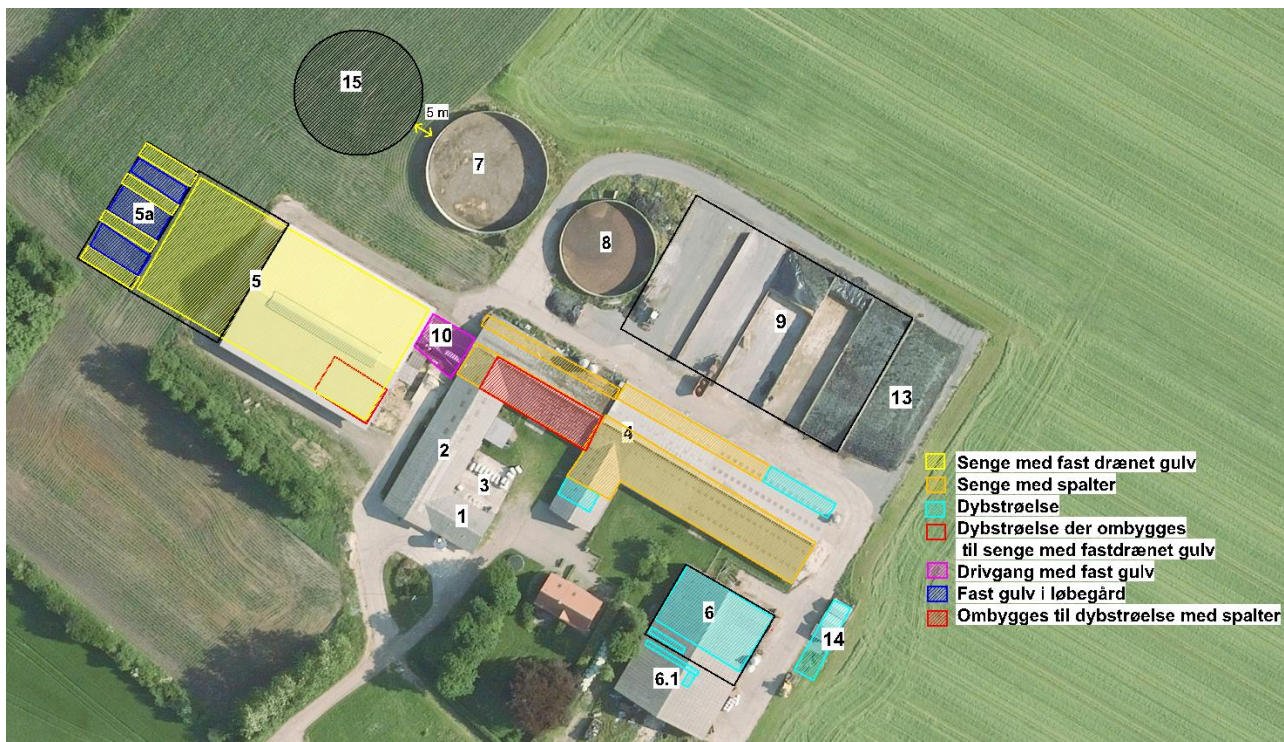 15
5 m
7
5a
8
5
9
10
13
4
2
3
1
6
14
6.1
Senge med fast drænet gulv
Senge med spalter
Dybstrøelse
Dybstrøelse der ombygges
til senge med fastdrænet gulv
Drivgang med fast gulv
Fast gulv i løbegård
Ombygges til dybstrøelse med spalter